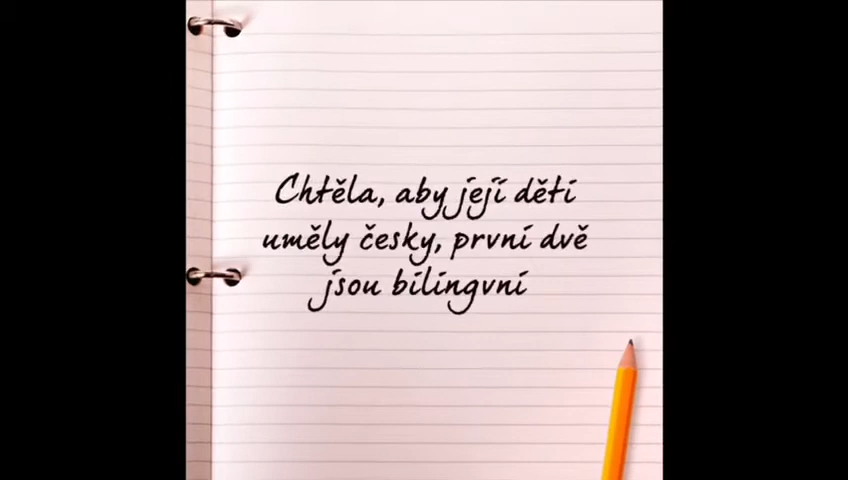 Chtěla, aby její děti
uměly česky, první dvě
jsou bilingvní